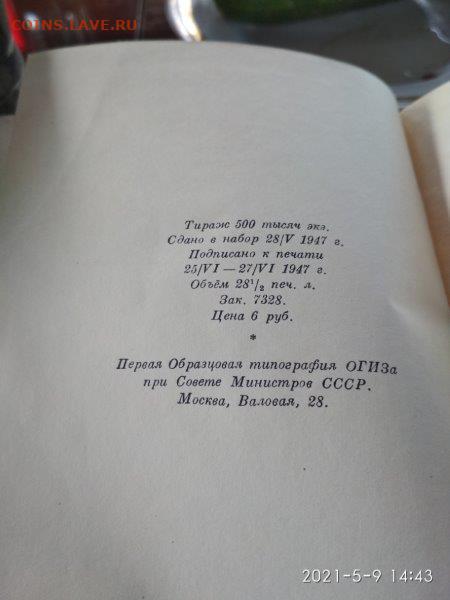 COINS.LAVE.RU
Тираж 500 тысяч экз.
Сдано в набор 28/V 1947 г.
Подписано к печати
25/VI — 27/VI 1947 г.
Объём 28¹/₂ печ. л.
Зак. 7328.
Цена 6 руб.
*
Первая Образцовая типография ОГИЗа
при Совете Министров СССР.
Москва, Валовая, 28.
2021-5-9 14:43